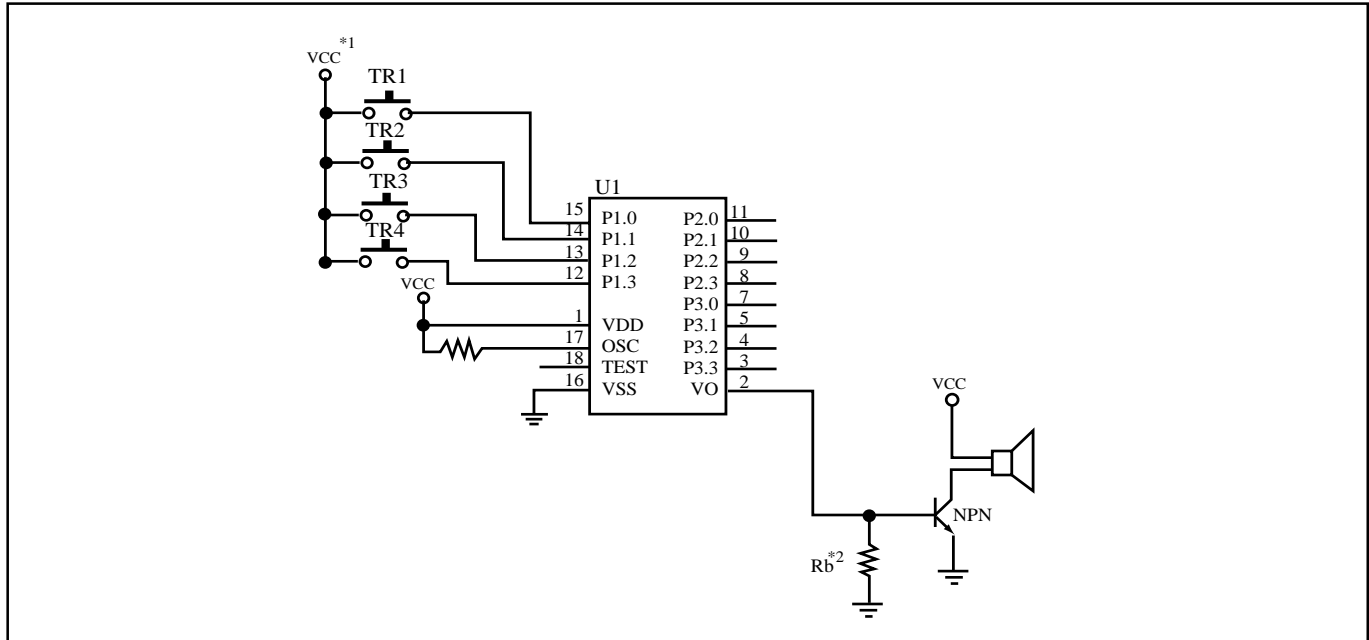 VCC *1
TR1
TR2
TR3
TR4
VCC
U1
15 P1.0 P2.0 11
14 P1.1 P2.1 10
13 P1.2 P2.2 9
12 P1.3 P2.3 8
P3.0 7
1 VDD P3.1 5
17 OSC P3.2 4
18 TEST P3.3 3
16 VSS VO 2
VCC
NPN
Rb*2